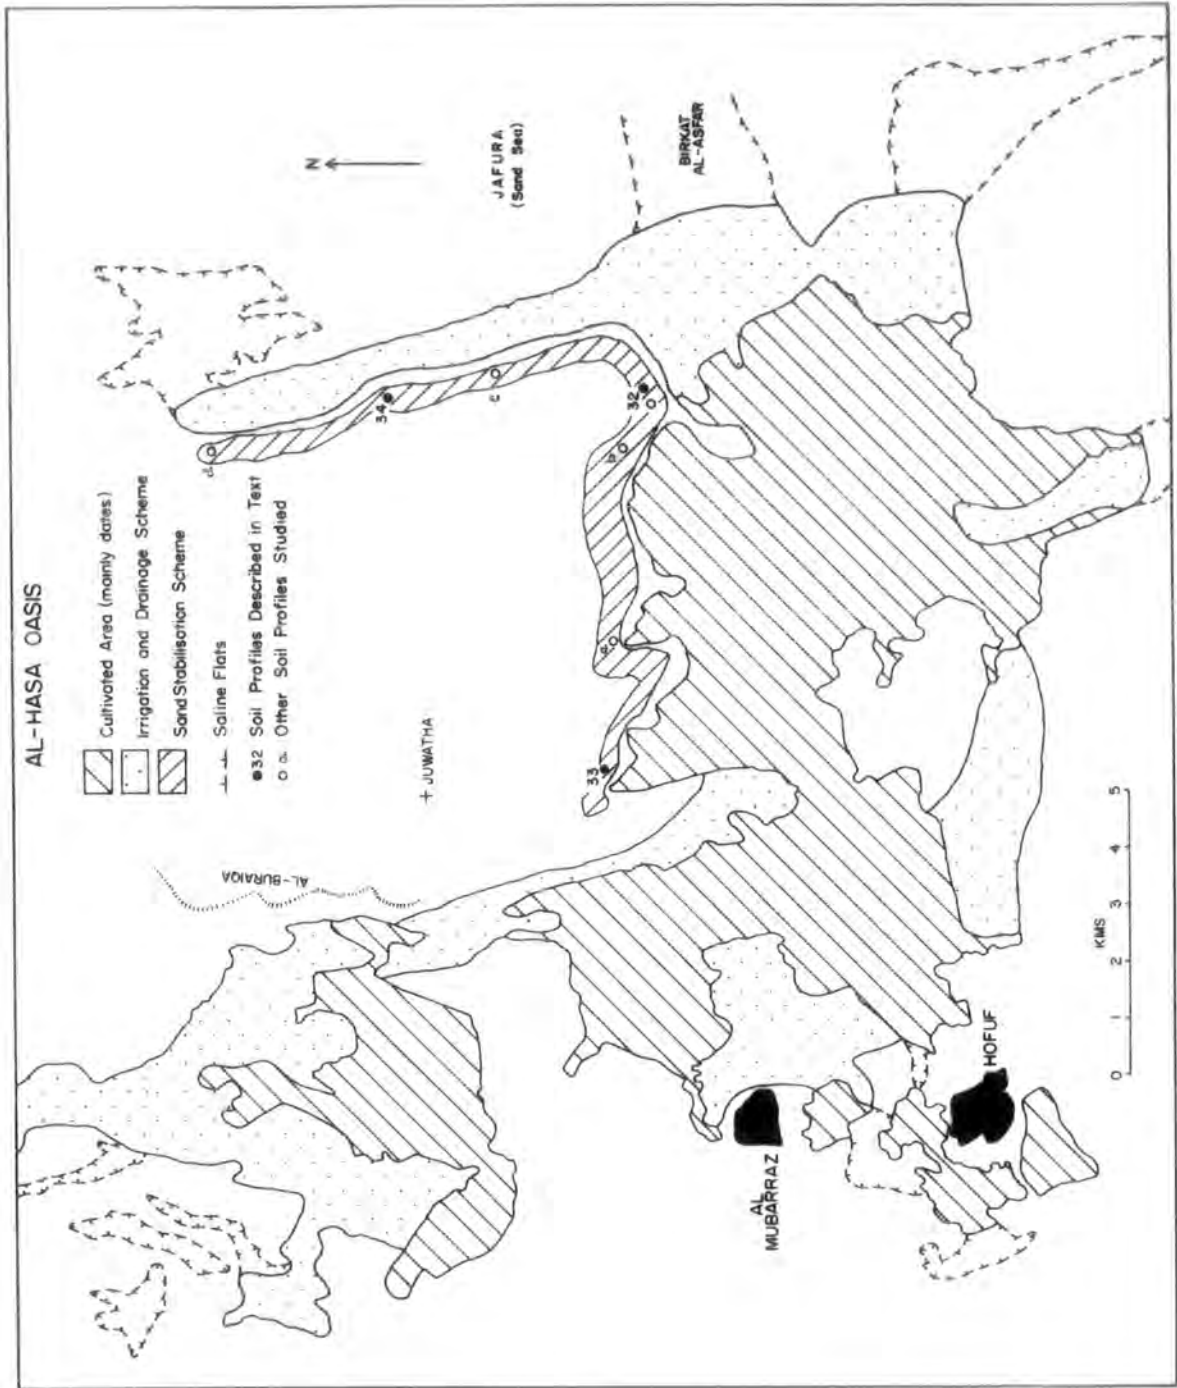 AL-HASA OASIS
Cultivated Area (mainly dates)
Irrigation and Drainage Scheme
Sand Stabilisation Scheme
Saline Flats
32 Soil Profiles Described in Text
a Other Soil Profiles Studied
N
JAFURA
(Sand Sea)
BIRKAT
AL-ASFAR
AL-BURAIQA
JUWATHA
d
34
c
32
b
a
33
AL
MUBARRAZ
HOFUF
KMS
0 1 2 3 4 5